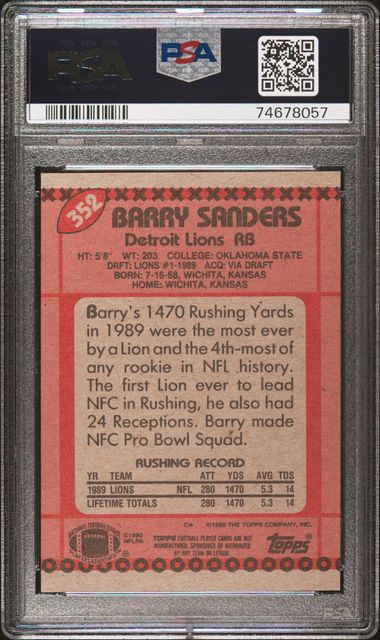 PSA
PSA
74678057
352
BARRY SANDERS
Detroit Lions RB
HT: 5'8" WT: 203 COLLEGE: OKLAHOMA STATE
DRFT: LIONS #1-1989 ACQ: VIA DRAFT
BORN: 7-16-68, WICHITA, KANSAS
HOME: WICHITA, KANSAS
Barry's 1470 Rushing Yards
in 1989 were the most ever
by a Lion and the 4th-most of
any rookie in NFL history.
The first Lion ever to lead
NFC in Rushing, he also had
24 Receptions. Barry made
NFC Pro Bowl Squad.
RUSHING RECORD
YR TEAM ATT YDS AVG TDS
1989 LIONS NFL 280 1470 5.3 14
LIFETIME TOTALS 280 1470 5.3 14
C* ©1990 THE TOPPS COMPANY, INC.
©1990
NFLPA
TOPPS FOOTBALL PLAYER CARDS ARE NOT
MANUFACTURED, SPONSORED OR AUTHORIZED
BY ANY TEAM OR LEAGUE.
topps
PSA